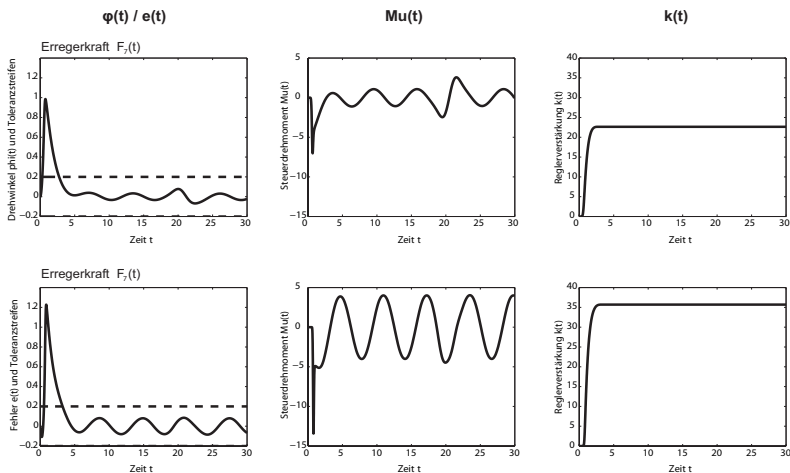 φ(t) / e(t)
Mu(t)
k(t)
Erregerkraft F₇(t)
Drehwinkel phi(t) und Toleranzstreifen
1.2
1
0.8
0.6
0.4
0.2
0
−0.2
0 5 10 15 20 25 30
Zeit t
Steuerdrehmoment Mu(t)
5
0
−5
−10
−15
0 5 10 15 20 25 30
Zeit t
Reglerverstärkung k(t)
40
35
30
25
20
15
10
5
0
0 5 10 15 20 25 30
Zeit t
Erregerkraft F₇(t)
Fehler e(t) und Toleranzstreifen
1.2
1
0.8
0.6
0.4
0.2
0
−0.2
0 5 10 15 20 25 30
Zeit t
Steuerdrehmoment Mu(t)
5
0
−5
−10
−15
0 5 10 15 20 25 30
Zeit t
Reglerverstärkung k(t)
40
35
30
25
20
15
10
5
0
0 5 10 15 20 25 30
Zeit t